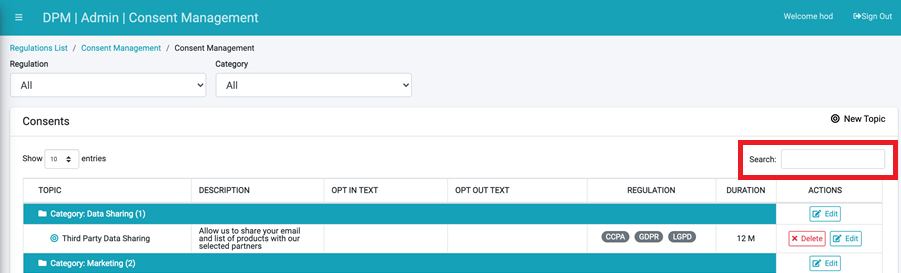 DPM | Admin | Consent Management
Welcome hod
Sign Out
Regulations List / Consent Management / Consent Management
Regulation Category
All All
Consents
New Topic
Show 10 entries
Search:
TOPIC DESCRIPTION OPT IN TEXT OPT OUT TEXT REGULATION DURATION ACTIONS
Category: Data Sharing (1) Edit
Third Party Data Sharing
Allow us to share your email
and list of products with our
selected partners
CCPA GDPR LGPD
12 M
Delete Edit
Category: Marketing (2) Edit